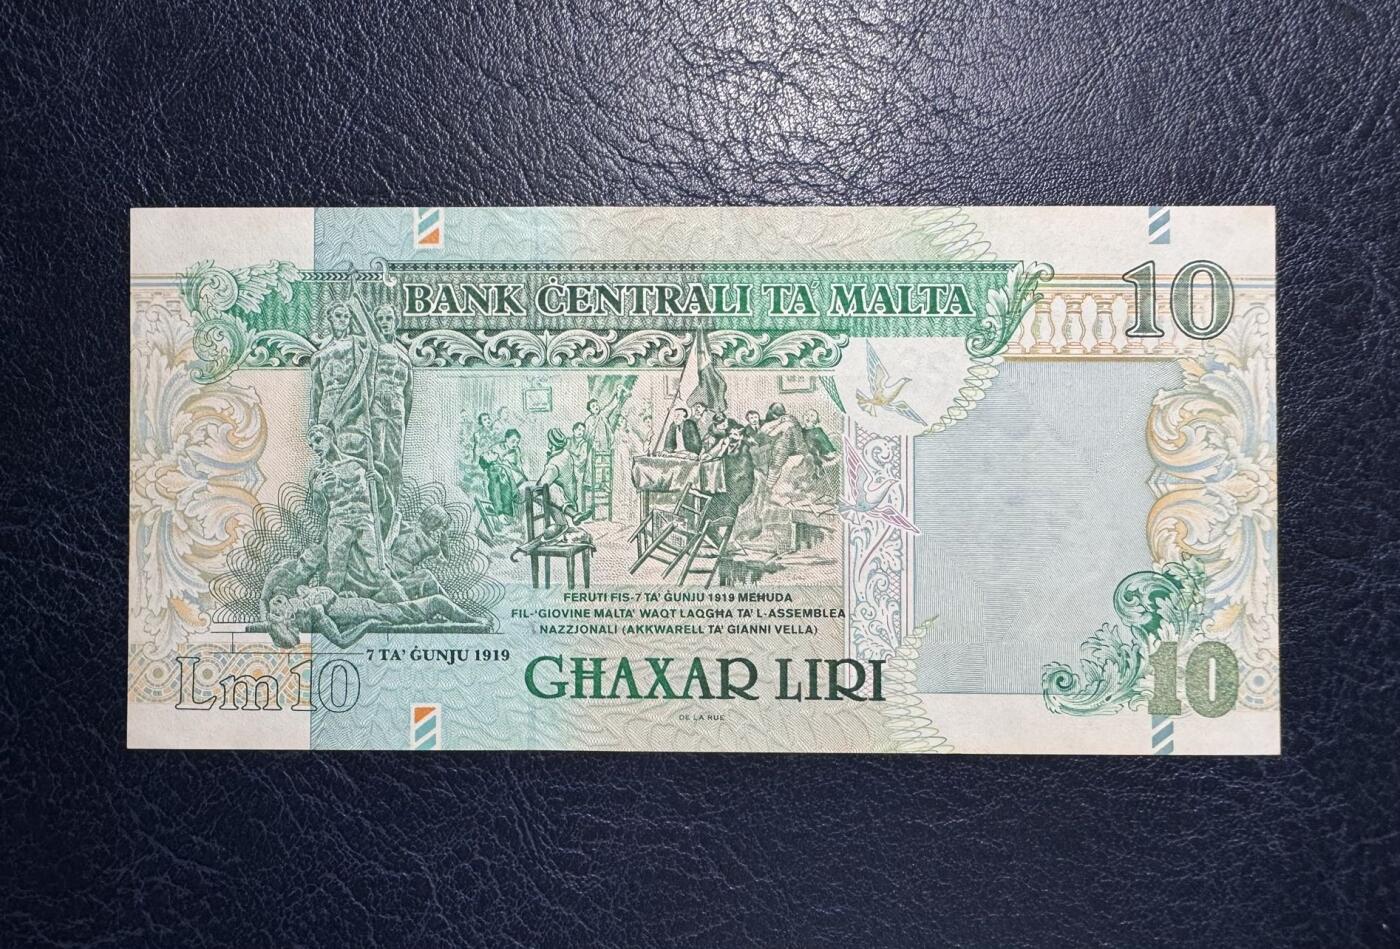 BANK ĊENTRALI TA' MALTA
10
FERUTI FIS-7 TA' ĠUNJU 1919 MEĦUDA
FIL-'GIOVINE MALTA' WAQT LAQGĦA TA' L-ASSEMBLEA
NAZZJONALI (AKKWARELL TA' GIANNI VELLA)
7 TA' ĠUNJU 1919
Lm10
GĦAXAR LIRI
10
DE LA RUE